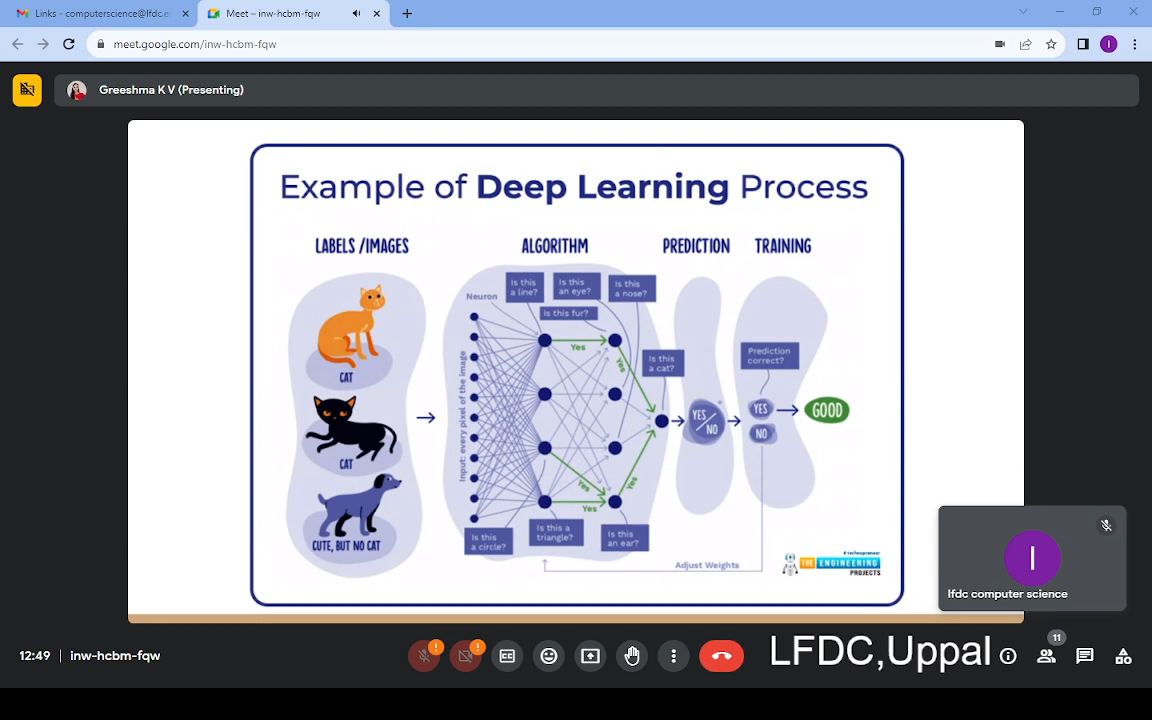 Links - computerscience@lfdc.e
Meet – inw-hcbm-fqw
meet.google.com/inw-hcbm-fqw
I
Greeshma K V (Presenting)
Example of Deep Learning Process
LABELS /IMAGES
ALGORITHM
PREDICTION
TRAINING
Neuron
Is this
a line?
Is this
an eye?
Is this
a nose?
Is this fur?
Yes
Yes
Is this
a cat?
Prediction
correct?
CAT
Input: every pixel of the image
YES/NO
YES
GOOD
NO
CAT
Yes
Yes
Yes
Is this
a circle?
Is this a
triangle?
Is this
an ear?
CUTE, BUT NO CAT
Adjust Weights
# technopreneur
THE ENGINEERING
PROJECTS
I
lfdc computer science
12:49 | inw-hcbm-fqw
LFDC,Uppal
11